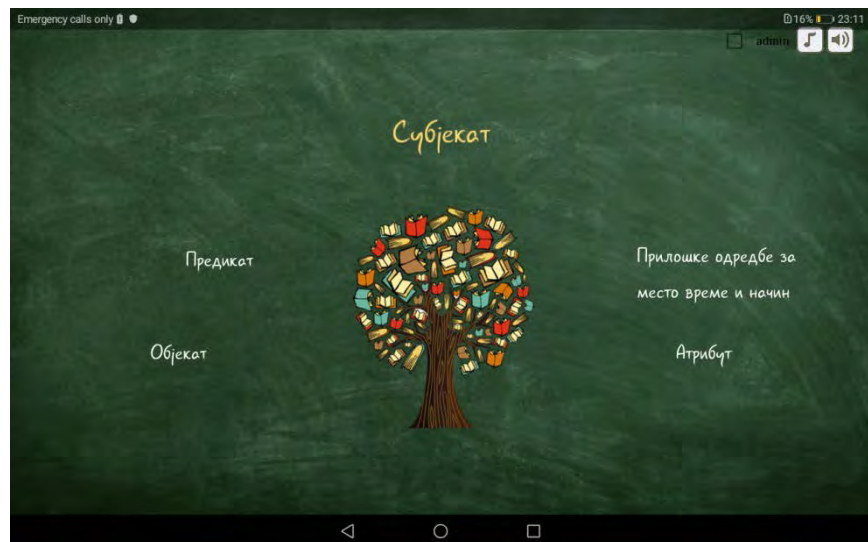 Emergency calls only
16% 23:11
admin
Субјекат
Предикат
Прилошке одредбе за
место време и начин
Објекат
Атрибут